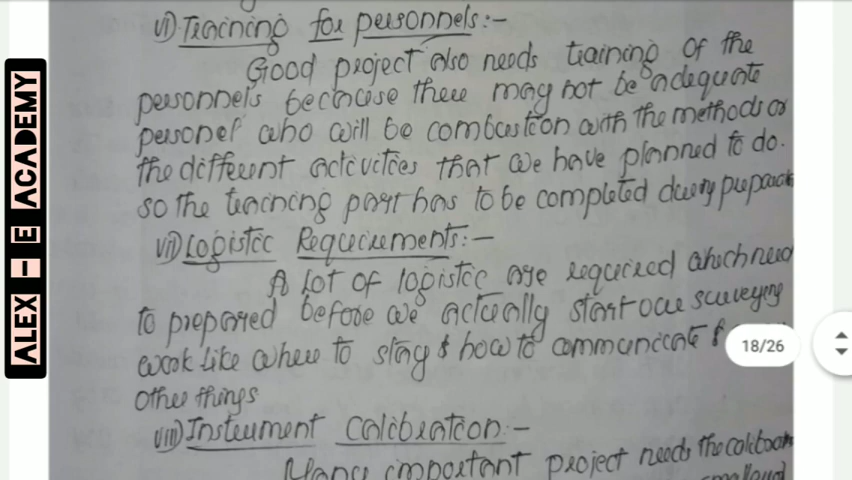 vi) Training for personnels:-
Good project also needs training of the
personnels because there may not be adequate
personel who will be combustion with the methods or
the different activities that we have planned to do.
so the training part has to be completed during
vii) Logistic Requirements:-
A lot of logistic are required which need
to prepared before we actually start our surveying
work like where to stay & how to communicate &
other things
viii) Instrument Calibration:-
Many important project needs the
ALEX - E ACADEMY
18/26